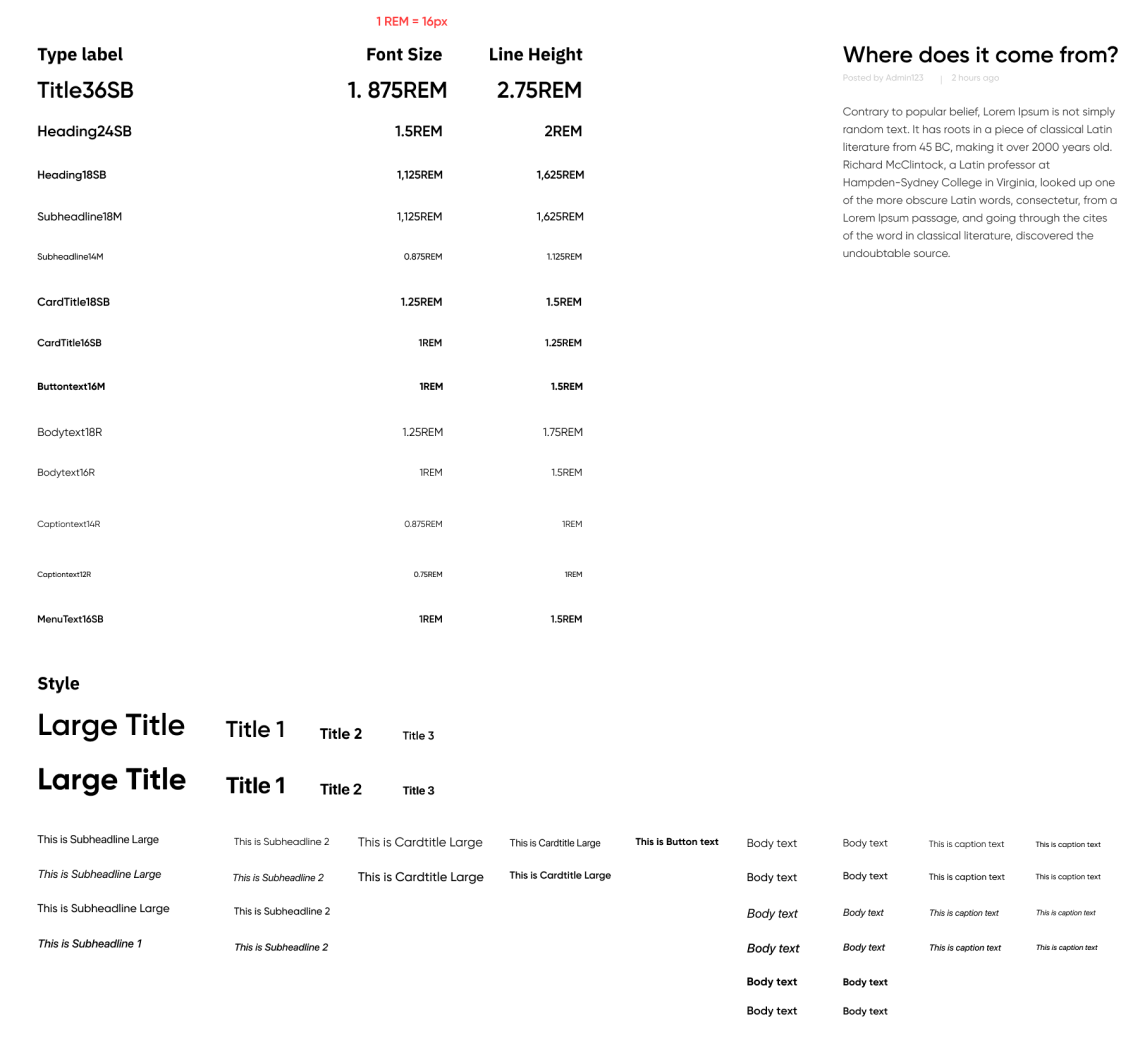 1 REM = 16px
Type label Font Size Line Height
Title36SB 1. 875REM 2.75REM
Heading24SB 1.5REM 2REM
Heading18SB 1,125REM 1,625REM
Subheadline18M 1,125REM 1,625REM
Subheadline14M 0.875REM 1.125REM
CardTitle18SB 1.25REM 1.5REM
CardTitle16SB 1REM 1.25REM
Buttontext16M 1REM 1.5REM
Bodytext18R 1.25REM 1.75REM
Bodytext16R 1REM 1.5REM
Captiontext14R 0.875REM 1REM
Captiontext12R 0.75REM 1REM
MenuText16SB 1REM 1.5REM
Where does it come from?
Posted by Admin123 | 2 hours ago
Contrary to popular belief, Lorem Ipsum is not simply
random text. It has roots in a piece of classical Latin
literature from 45 BC, making it over 2000 years old.
Richard McClintock, a Latin professor at
Hampden-Sydney College in Virginia, looked up one
of the more obscure Latin words, consectetur, from a
Lorem Ipsum passage, and going through the cites
of the word in classical literature, discovered the
undoubtable source.
Style
Large Title Title 1 Title 2 Title 3
Large Title Title 1 Title 2 Title 3
This is Subheadline Large This is Subheadline 2 This is Cardtitle Large This is Cardtitle Large This is Button text Body text Body text This is caption text This is caption text
This is Subheadline Large This is Subheadline 2 This is Cardtitle Large This is Cardtitle Large Body text Body text This is caption text This is caption text
This is Subheadline Large This is Subheadline 2 Body text Body text This is caption text This is caption text
This is Subheadline 1 This is Subheadline 2 Body text Body text This is caption text This is caption text
Body text Body text
Body text Body text